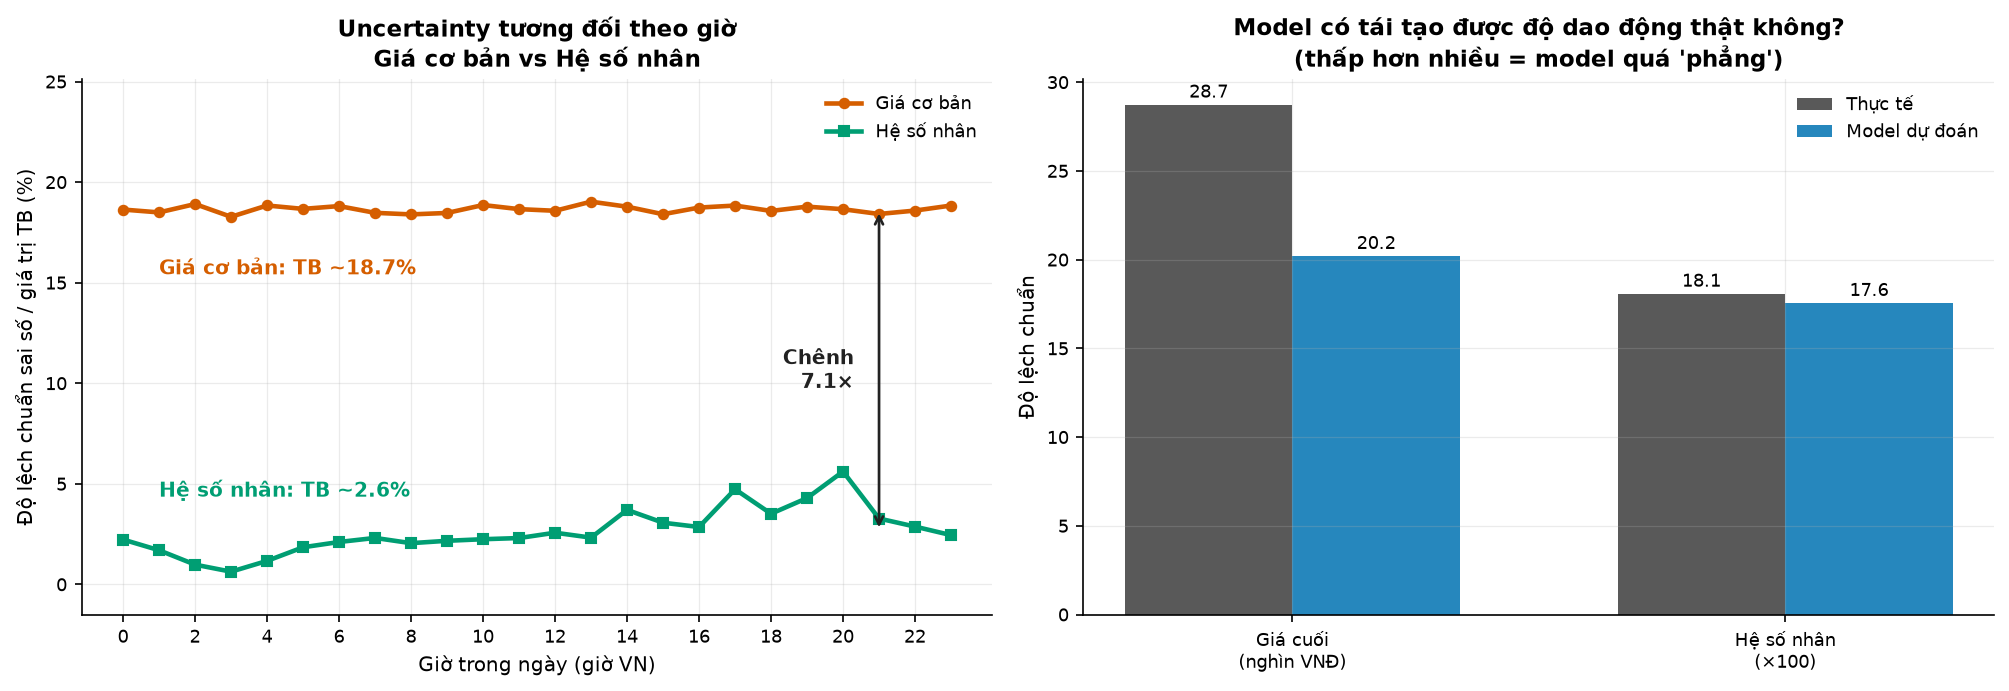 Uncertainty tương đối theo giờ
Giá cơ bản vs Hệ số nhân
Độ lệch chuẩn sai số / giá trị TB (%)
25
20
15
10
5
0
Giá cơ bản
Hệ số nhân
Giá cơ bản: TB ~18.7%
Chênh
7.1×
Hệ số nhân: TB ~2.6%
0 2 4 6 8 10 12 14 16 18 20 22
Giờ trong ngày (giờ VN)
Model có tái tạo được độ dao động thật không?
(thấp hơn nhiều = model quá 'phẳng')
Độ lệch chuẩn
30
25
20
15
10
5
0
Thực tế
Model dự đoán
28.7
20.2
18.1
17.6
Giá cuối
(nghìn VNĐ)
Hệ số nhân
(×100)